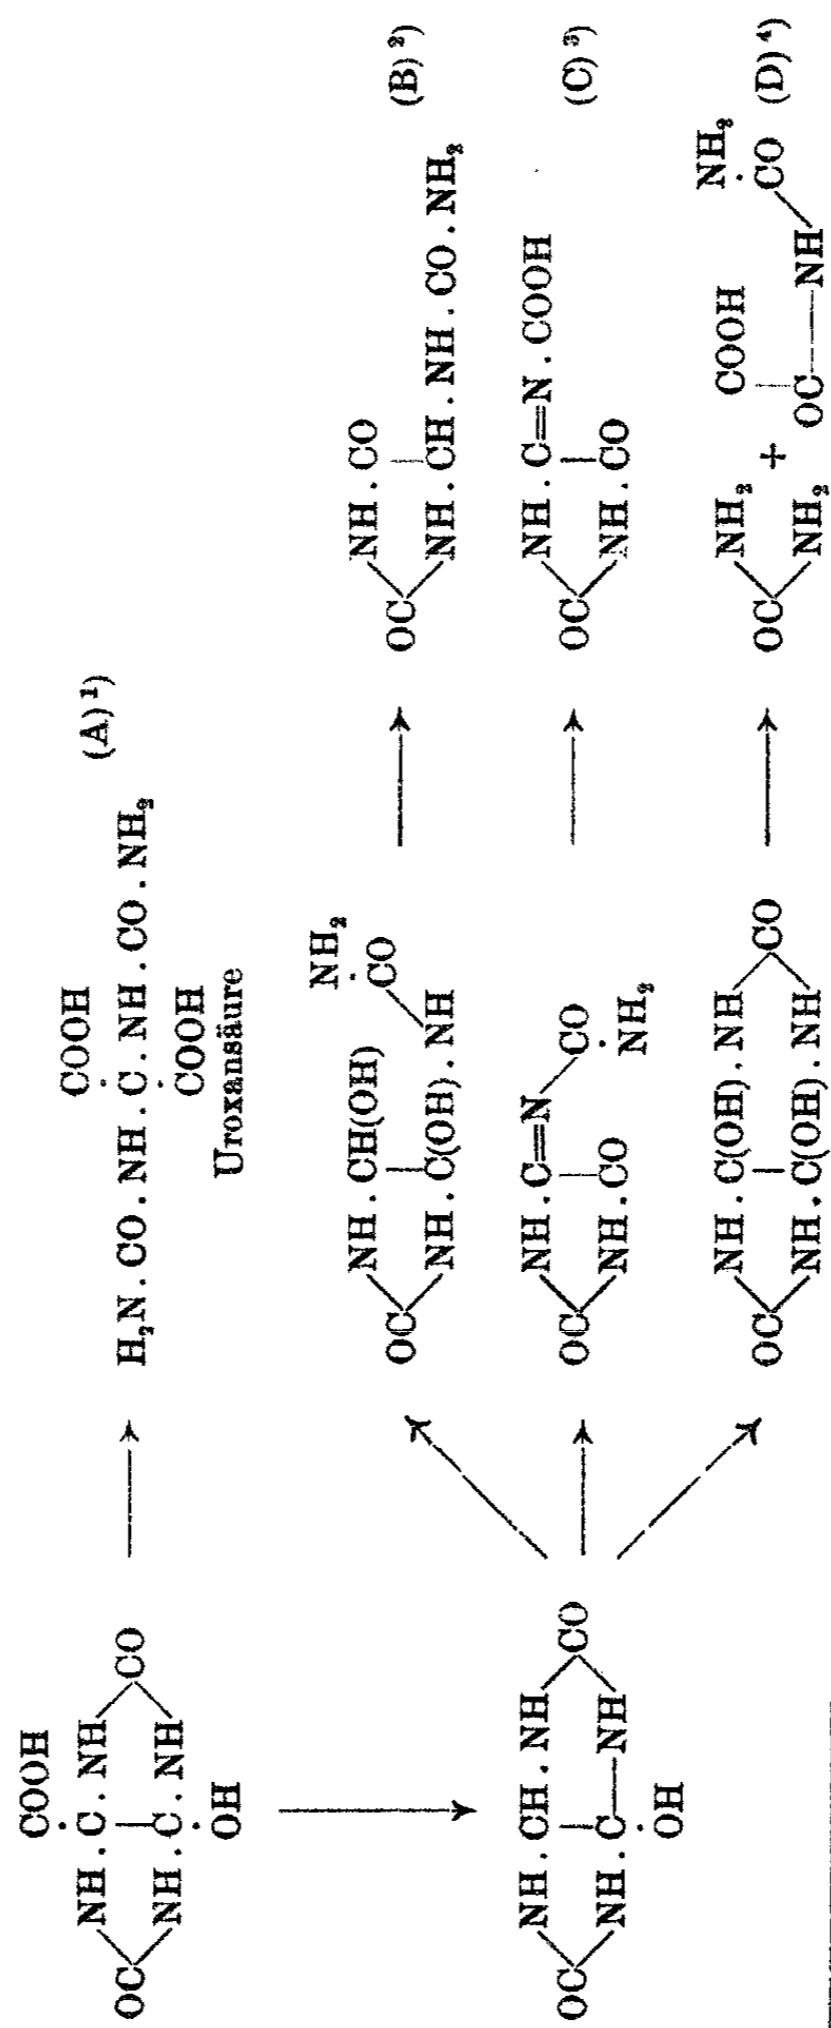 COOH
NH . C . NH
OC CO
NH . C . NH
OH
COOH
H₂N . CO . NH . C . NH . CO . NH₂ (A) ¹)
COOH
Uroxansäure
NH . CH . NH
OC CO
NH . C — NH
OH
NH₂
NH . CH(OH) CO
OC
NH . C(OH) . NH
NH . CO
OC (B) ²)
NH . CH . NH . CO . NH₂
NH . C=N CO
OC
NH . CO NH₂
NH . C=N . COOH
OC (C) ³)
NH . CO
NH . C(OH) . NH
OC CO
NH . C(OH) . NH
NH₂ COOH NH₂
OC + CO (D) ⁴)
NH₂ OC — NH